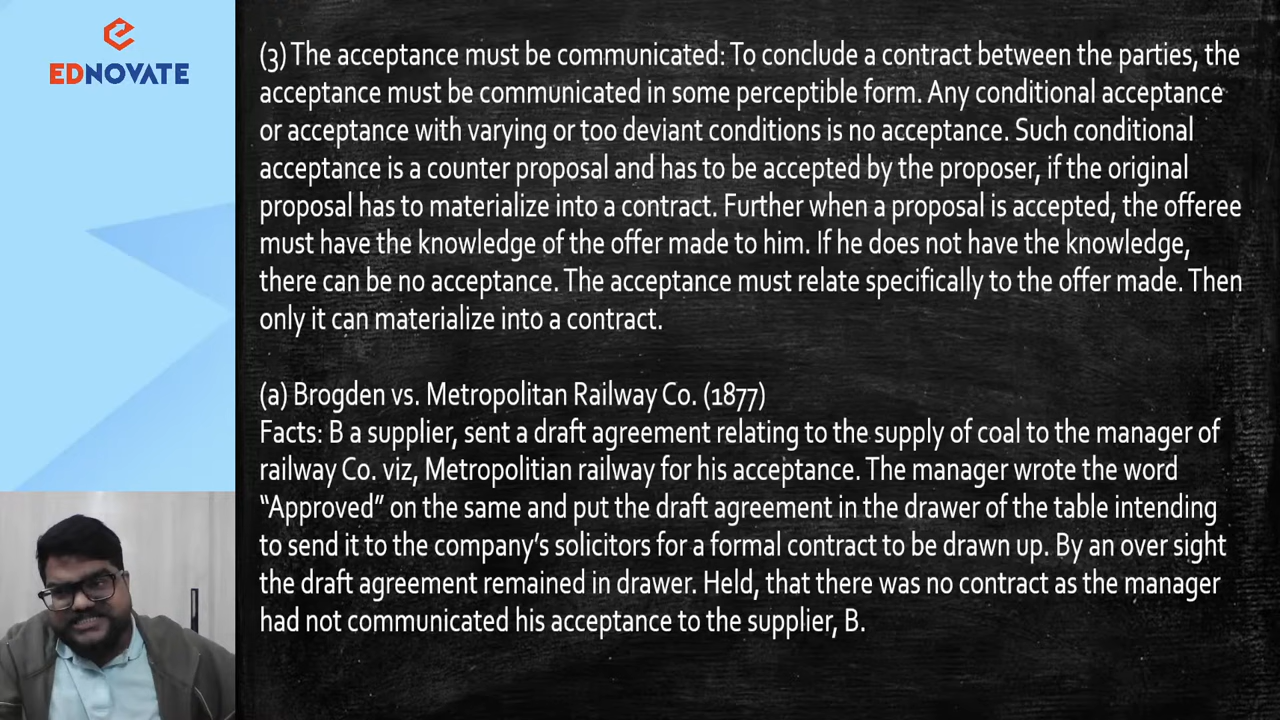 EDNOVATE
(3) The acceptance must be communicated: To conclude a contract between the parties, the
acceptance must be communicated in some perceptible form. Any conditional acceptance
or acceptance with varying or too deviant conditions is no acceptance. Such conditional
acceptance is a counter proposal and has to be accepted by the proposer, if the original
proposal has to materialize into a contract. Further when a proposal is accepted, the offeree
must have the knowledge of the offer made to him. If he does not have the knowledge,
there can be no acceptance. The acceptance must relate specifically to the offer made. Then
only it can materialize into a contract.
(a) Brogden vs. Metropolitan Railway Co. (1877)
Facts: B a supplier, sent a draft agreement relating to the supply of coal to the manager of
railway Co. viz, Metropolitian railway for his acceptance. The manager wrote the word
“Approved” on the same and put the draft agreement in the drawer of the table intending
to send it to the company’s solicitors for a formal contract to be drawn up. By an over sight
the draft agreement remained in drawer. Held, that there was no contract as the manager
had not communicated his acceptance to the supplier, B.